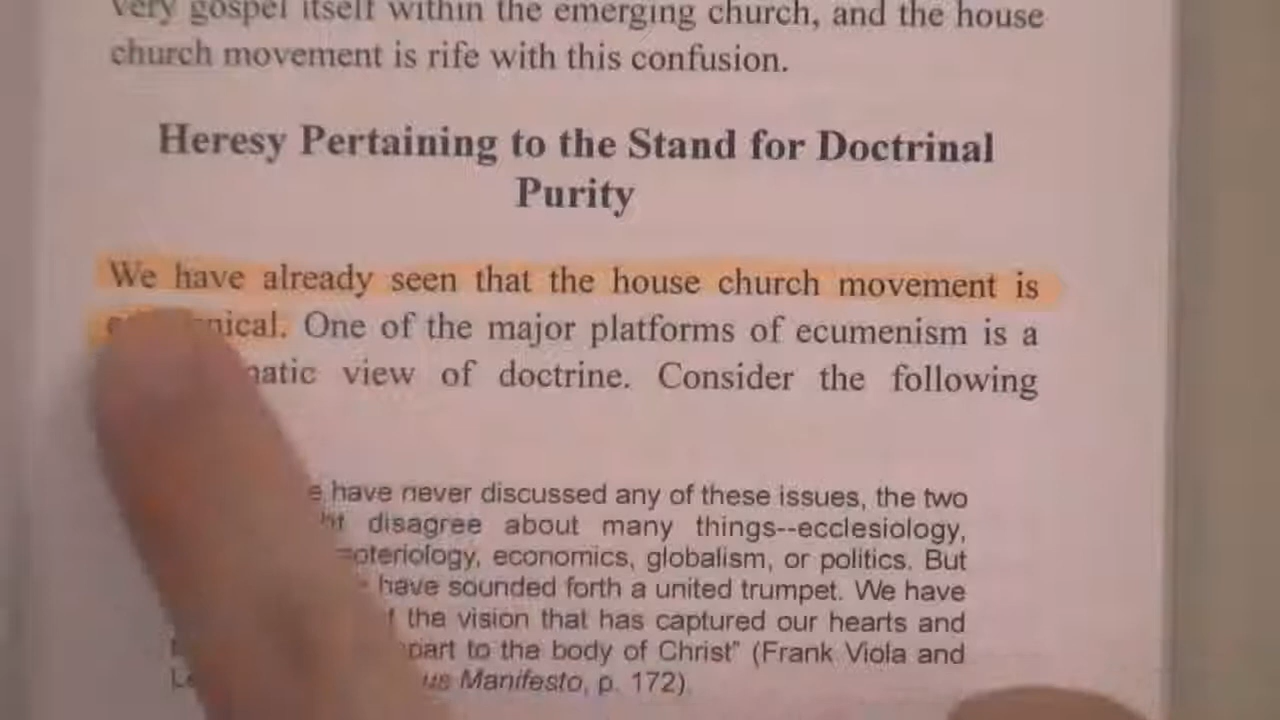 very gospel itself within the emerging church, and the house
church movement is rife with this confusion.
Heresy Pertaining to the Stand for Doctrinal
Purity
We have already seen that the house church movement is
One of the major platforms of ecumenism is a
view of doctrine. Consider the following
have never discussed any of these issues, the two
disagree about many things--ecclesiology,
economics, globalism, or politics. But
have sounded forth a united trumpet. We have
the vision that has captured our hearts and
to the body of Christ” (Frank Viola and
Manifesto, p. 172)